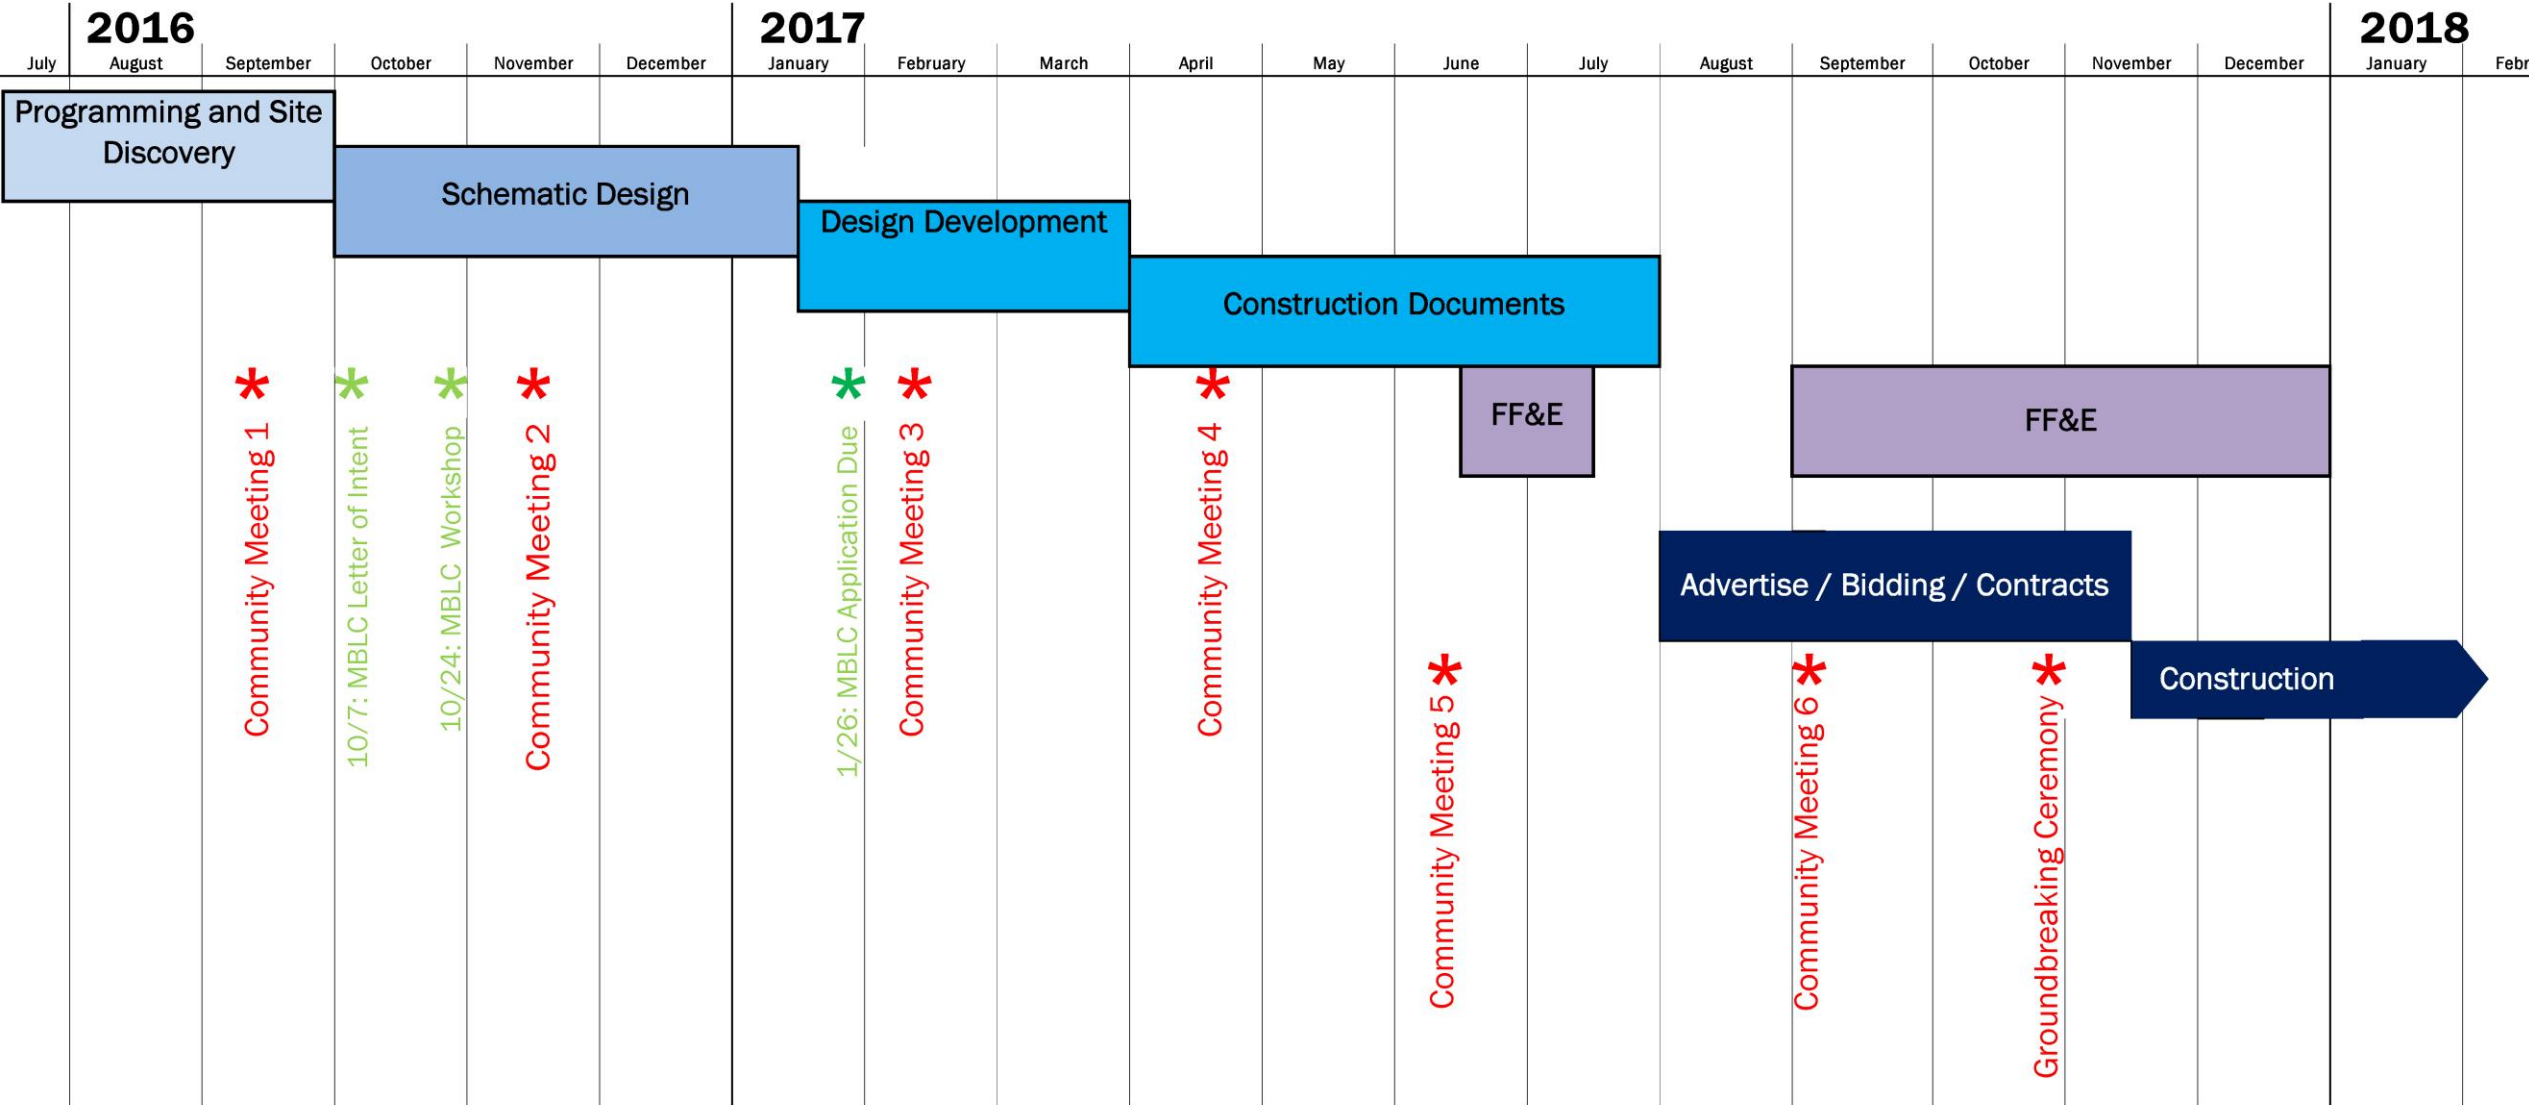 2016
2017
2018
July
August
September
October
November
December
January
February
March
April
May
June
July
August
September
October
November
December
January
Febr
Programming and Site
Discovery
Schematic Design
Design Development
Construction Documents
FF&E
FF&E
Advertise / Bidding / Contracts
Construction
* Community Meeting 1
* 10/7: MBLC Letter of Intent
* 10/24: MBLC Workshop
* Community Meeting 2
* 1/26: MBLC Application Due
* Community Meeting 3
* Community Meeting 4
* Community Meeting 5
* Community Meeting 6
* Groundbreaking Ceremony